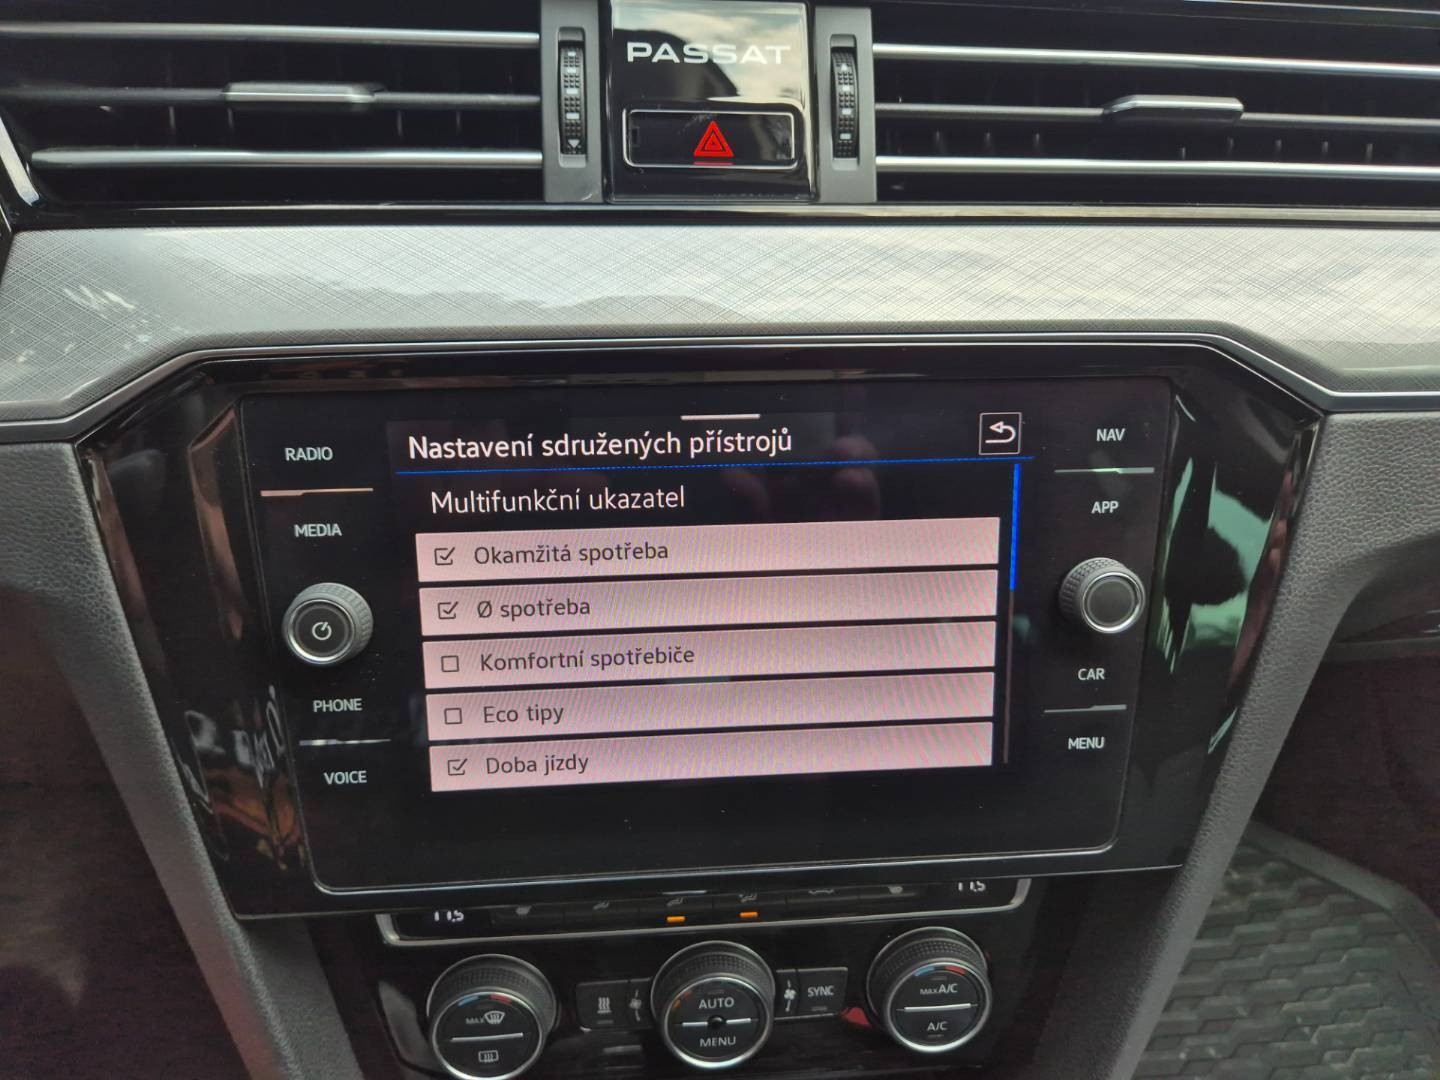 PASSAT
RADIO
MEDIA
PHONE
VOICE
Nastavení sdružených přístrojů
Multifunkční ukazatel
Okamžitá spotřeba
Ø spotřeba
Komfortní spotřebiče
Eco tipy
Doba jízdy
NAV
APP
CAR
MENU
MAX
AUTO
MENU
SYNC
MAX A/C
A/C